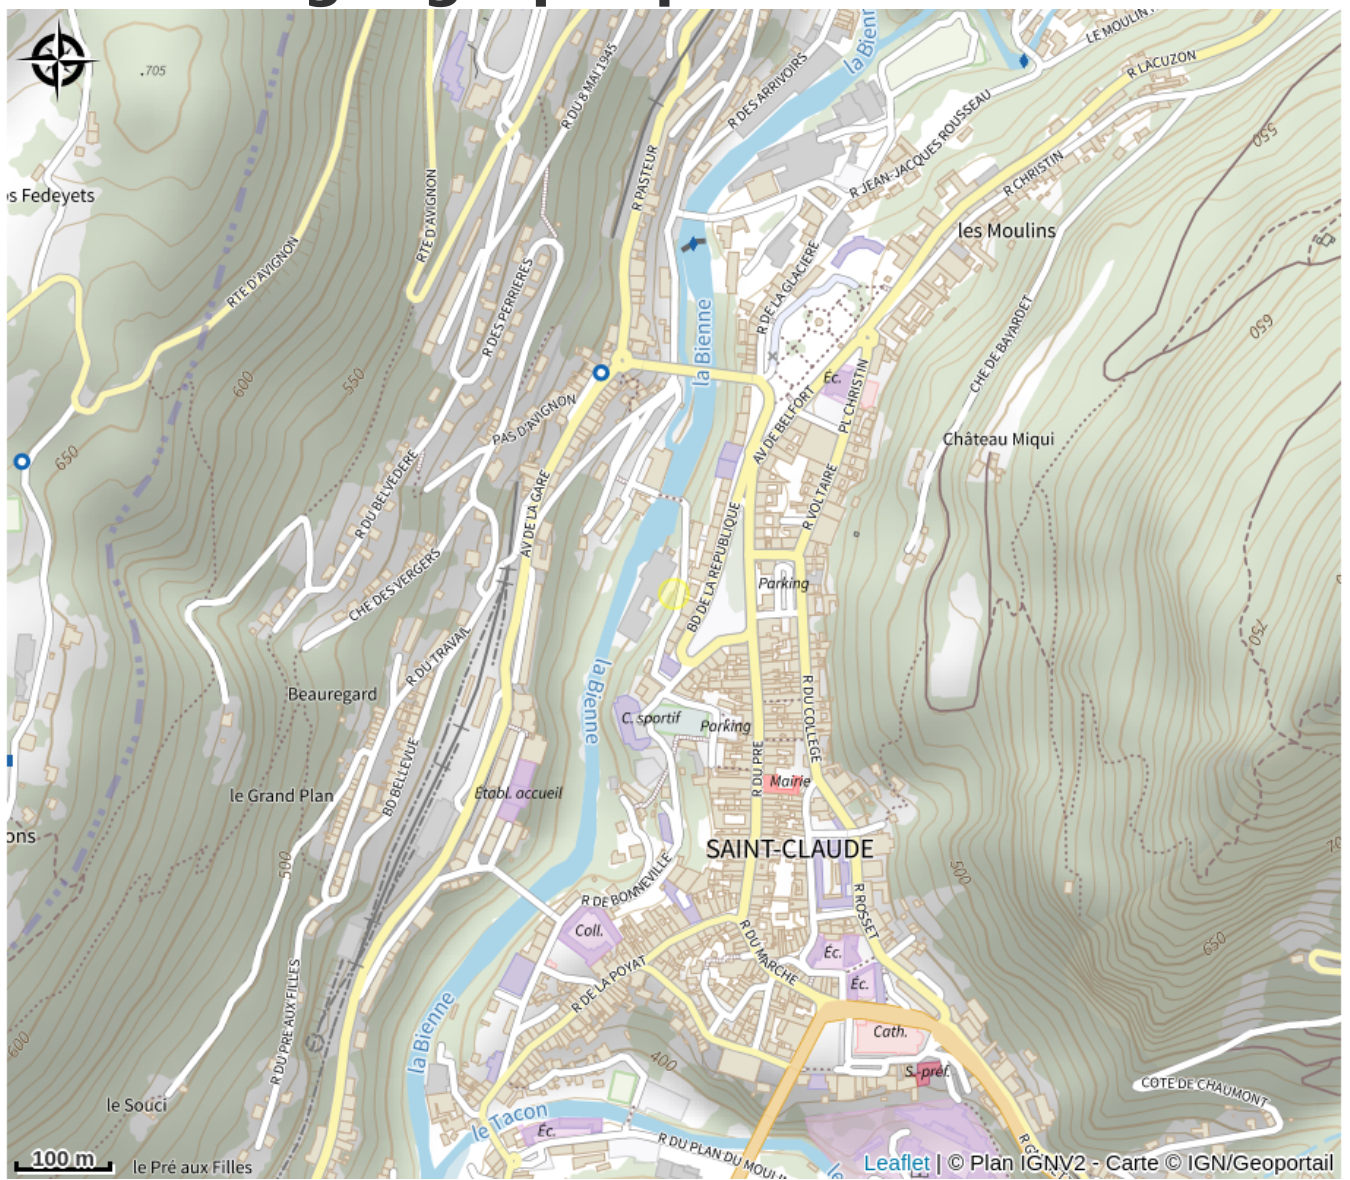 705
R DU 8 MAI 1945
R DES ARRIVOIRS
la Bienn
LE MOULIN
R LACUZON
550
R PASTEUR
R JEAN-JACQUES ROUSSEAU
R CHRISTIN
s Fedeyets
RTE D'AVIGNON
RTE D'AVIGNON
les Moulins
R DES PERRIERES
R DE LA GLACIERE
la Bienne
CHE DE BAVARDET
650
600
550
Éc.
PL CHRISTIN
PAS D'AVIGNON
AV DE BELFORT
Château Miqui
650
R DU BELVEDERE
AV DE LA GARE
R VOLTAIRE
BD DE LA REPUBLIQUE
CHE DES VERGERS
Parking
750
R DU TRAVAIL
Beauregard
la Bienne
R DU COLLEGE
C. sportif
Parking
BD BELLEVUE
R DU PRE
Mairie
le Grand Plan
Etabl. accueil
ons
SAINT-CLAUDE
500
500
R DE BONNEVILLE
R ROSSET
Coll.
R DU MARCHE
Éc.
650
R DE LA POYAT
Éc.
R DU PRE AUX FILLES
la Bienne
Cath.
600
400
S.-préf.
COTE DE CHAUMONT
le Souci
le Tacon
Éc.
R DU PLAN DU MOULIN
100 m
le Pré aux Filles
le
Leaflet | © Plan IGNV2 - Carte © IGN/Geoportail